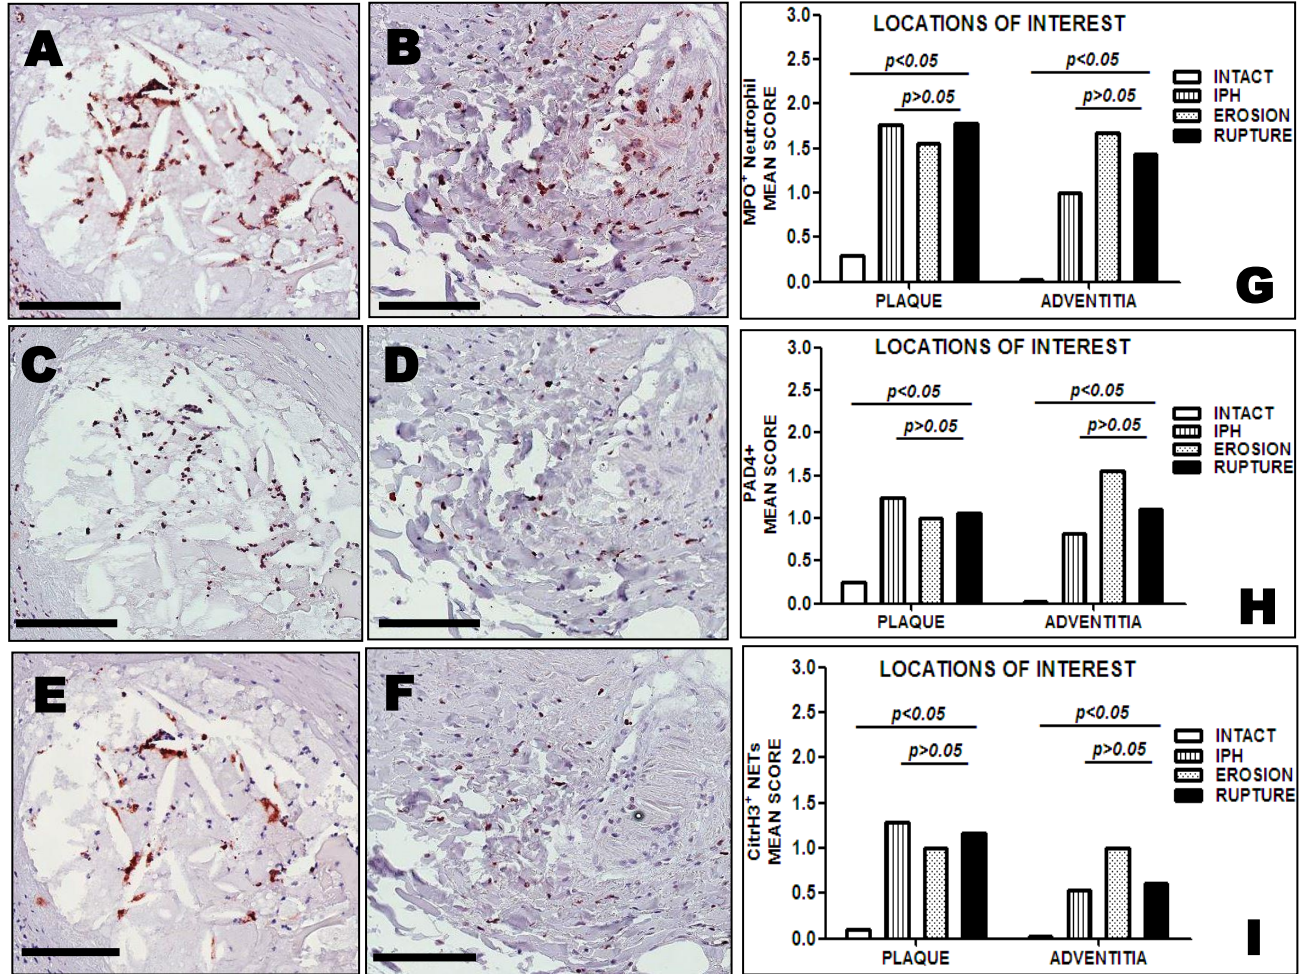 A
B
LOCATIONS OF INTEREST
MPO⁺ Neutrophil
MEAN SCORE
3.0
2.5
2.0
1.5
1.0
0.5
0.0
p<0.05
p>0.05
p<0.05
p>0.05
INTACT
IPH
EROSION
RUPTURE
PLAQUE
ADVENTITIA
G
C
D
LOCATIONS OF INTEREST
PAD4+
MEAN SCORE
3.0
2.5
2.0
1.5
1.0
0.5
0.0
p<0.05
p>0.05
p<0.05
p>0.05
INTACT
IPH
EROSION
RUPTURE
PLAQUE
ADVENTITIA
H
E
F
LOCATIONS OF INTEREST
CitrH3⁺ NETs
MEAN SCORE
3.0
2.5
2.0
1.5
1.0
0.5
0.0
p<0.05
p>0.05
p<0.05
p>0.05
INTACT
IPH
EROSION
RUPTURE
PLAQUE
ADVENTITIA
I